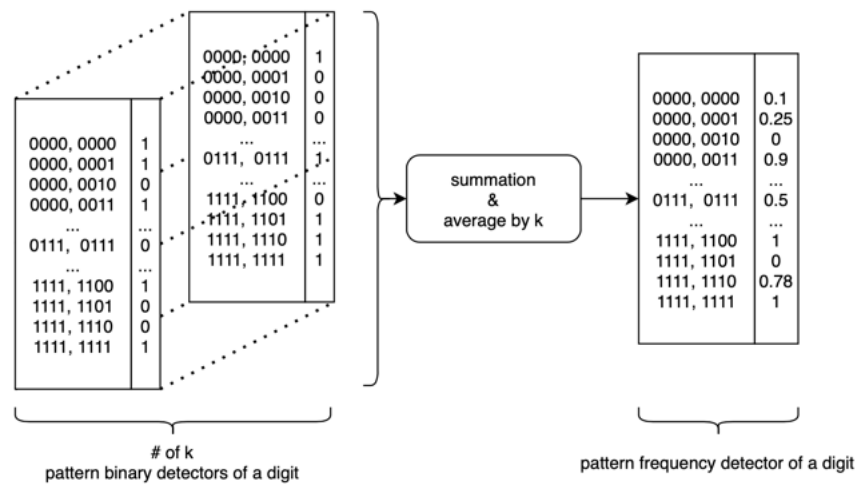 0000, 0000 1
0000, 0001 1
0000, 0010 0
0000, 0011 1
...
0111, 0111 0
... ...
1111, 1100 1
1111, 1101 0
1111, 1110 0
1111, 1111 1
0000, 0000 1
0000, 0001 0
0000, 0010 0
0000, 0011 0
... ...
0111, 0111 1
... ...
1111, 1100 0
1111, 1101 1
1111, 1110 1
1111, 1111 1
# of k
pattern binary detectors of a digit
summation
&
average by k
0000, 0000 0.1
0000, 0001 0.25
0000, 0010 0
0000, 0011 0.9
... ...
0111, 0111 0.5
... ...
1111, 1100 1
1111, 1101 0
1111, 1110 0.78
1111, 1111 1
pattern frequency detector of a digit